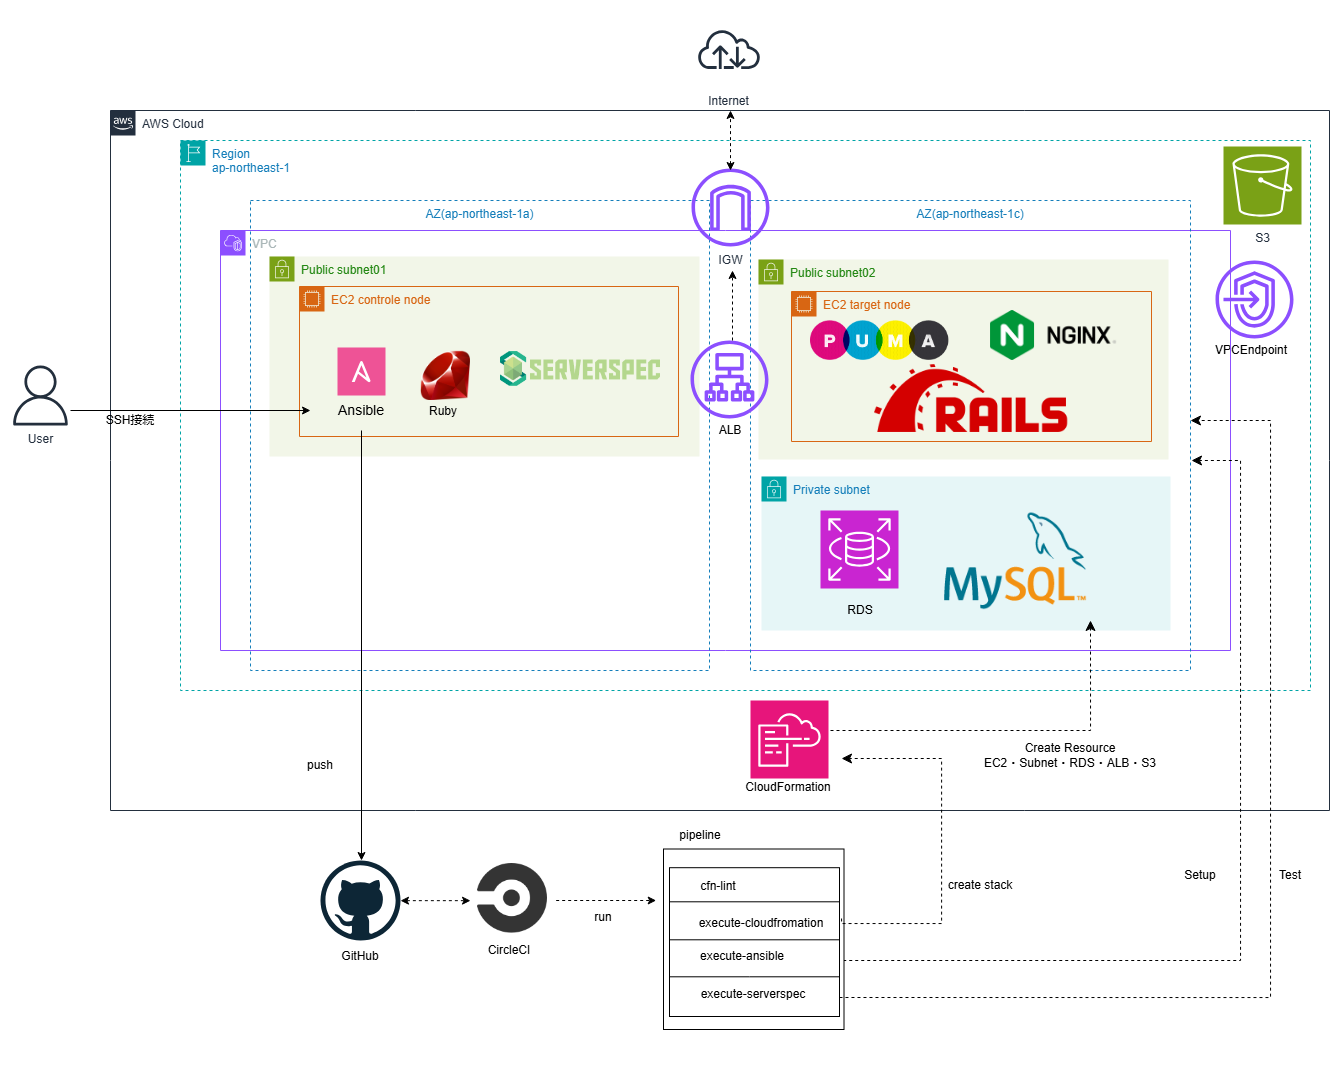 Internet
aws
AWS Cloud
Region
ap-northeast-1
AZ(ap-northeast-1a)
AZ(ap-northeast-1c)
S3
VPC
IGW
Public subnet01
Public subnet02
EC2 controle node
EC2 target node
PUMA
N
NGINX.
VPCEndpoint
SERVERSPEC
A
Ansible
Ruby
RAILS
SSH接続
User
ALB
Private subnet
MySQL™
RDS
push
CloudFormation
Create Resource
EC2・Subnet・RDS・ALB・S3
pipeline
cfn-lint
create stack
Setup
Test
execute-cloudfromation
run
execute-ansible
GitHub
CircleCI
execute-serverspec